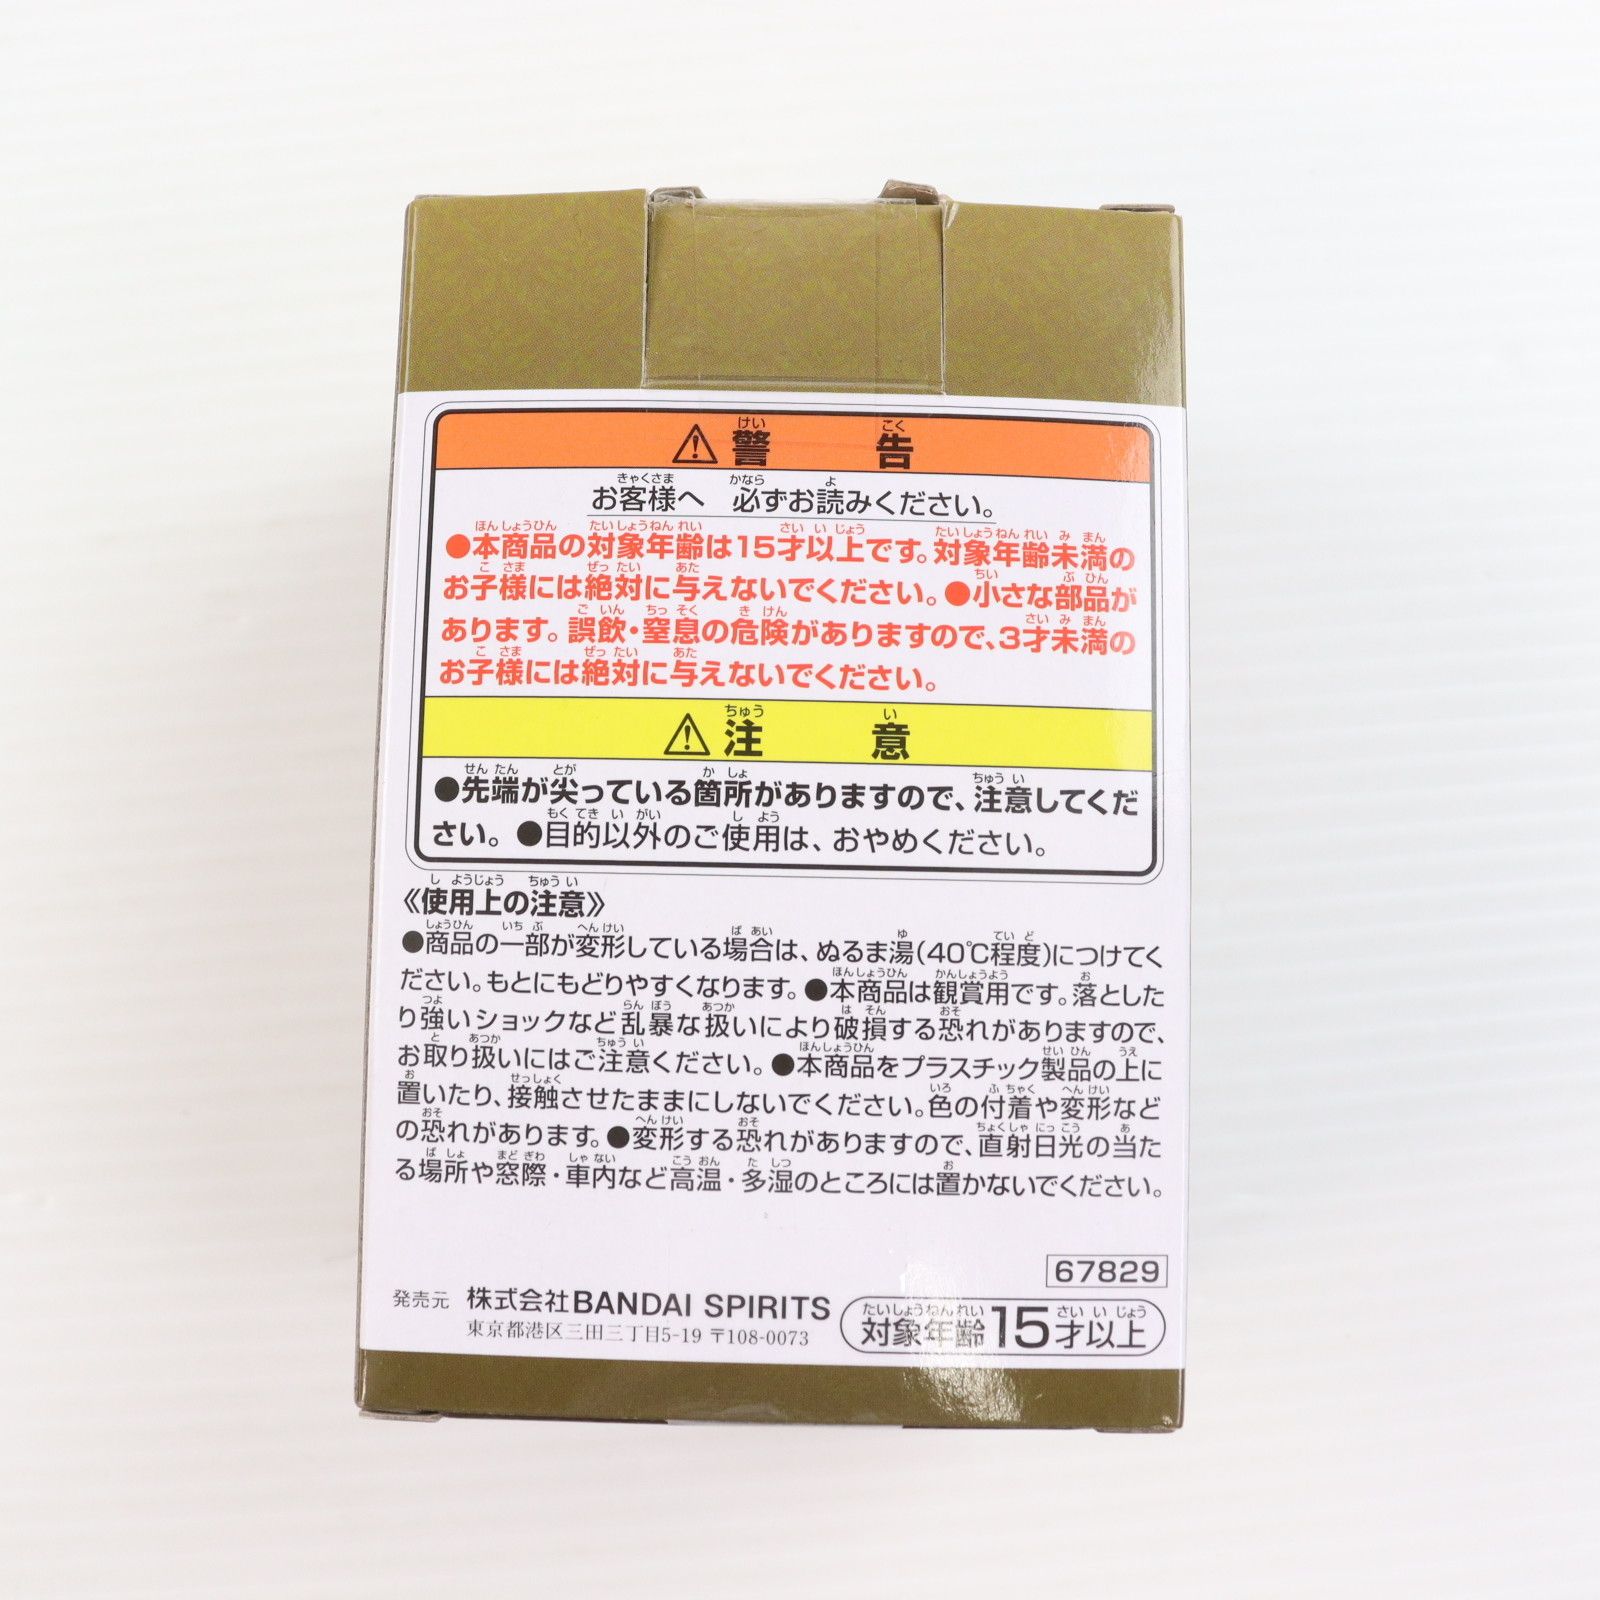 ⚠警告
お客様へ 必ずお読みください。
●本商品の対象年齢は15才以上です。対象年齢未満の
お子様には絶対に与えないでください。●小さな部品が
あります。誤飲・窒息の危険がありますので、3才未満の
お子様には絶対に与えないでください。
⚠注意
●先端が尖っている箇所がありますので、注意してくだ
さい。●目的以外のご使用は、おやめください。
《使用上の注意》
●商品の一部が変形している場合は、ぬるま湯(40℃程度)につけてく
ださい。もとにもどりやすくなります。●本商品は観賞用です。落とした
り強いショックなど乱暴な扱いにより破損する恐れがありますので、
お取り扱いにはご注意ください。●本商品をプラスチック製品の上に
置いたり、接触させたままにしないでください。色の付着や変形など
の恐れがあります。●変形する恐れがありますので、直射日光の当た
る場所や窓際・車内など高温・多湿のところには置かないでください。
67829
発売元 株式会社BANDAI SPIRITS
東京都港区三田三丁目5-19 〒108-0073
対象年齢15才以上